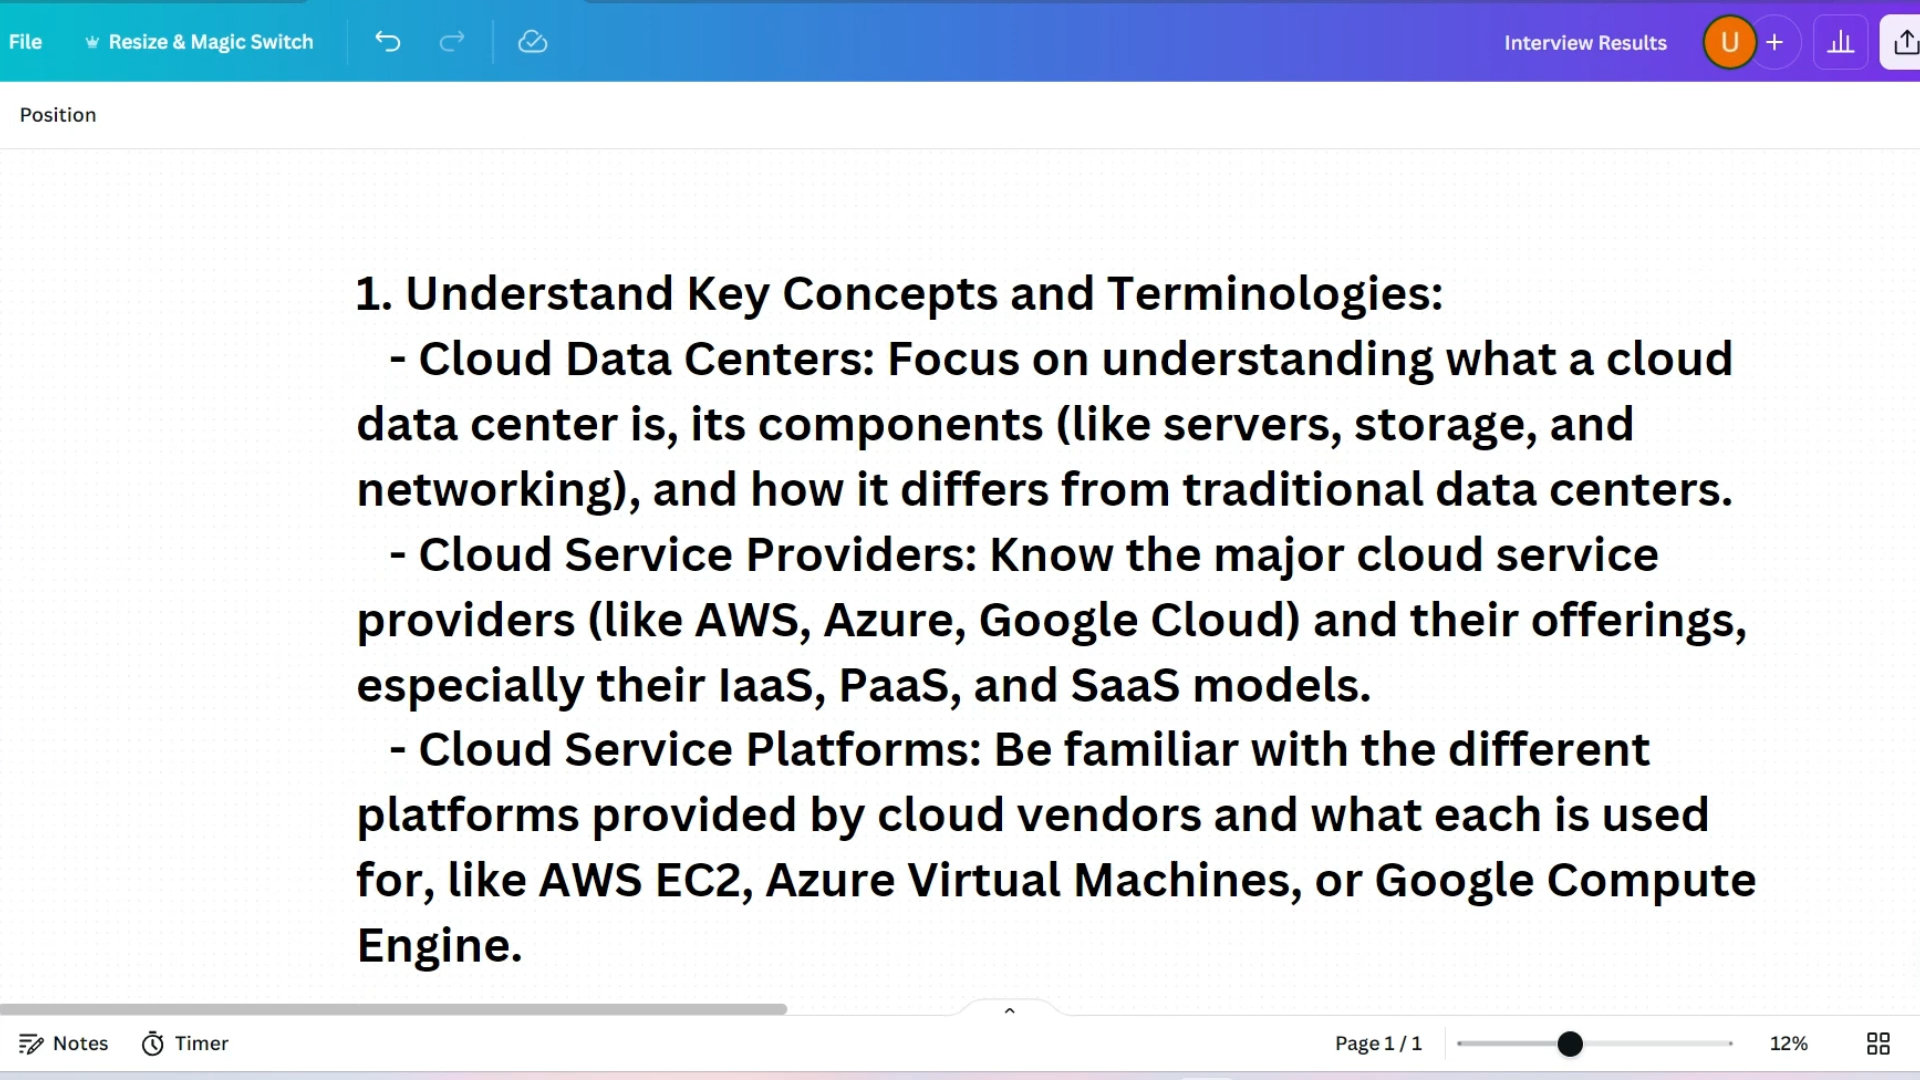 File Resize & Magic Switch Interview Results U +
Position
1. Understand Key Concepts and Terminologies:
- Cloud Data Centers: Focus on understanding what a cloud
data center is, its components (like servers, storage, and
networking), and how it differs from traditional data centers.
- Cloud Service Providers: Know the major cloud service
providers (like AWS, Azure, Google Cloud) and their offerings,
especially their IaaS, PaaS, and SaaS models.
- Cloud Service Platforms: Be familiar with the different
platforms provided by cloud vendors and what each is used
for, like AWS EC2, Azure Virtual Machines, or Google Compute
Engine.
Notes Timer Page 1 / 1 12%